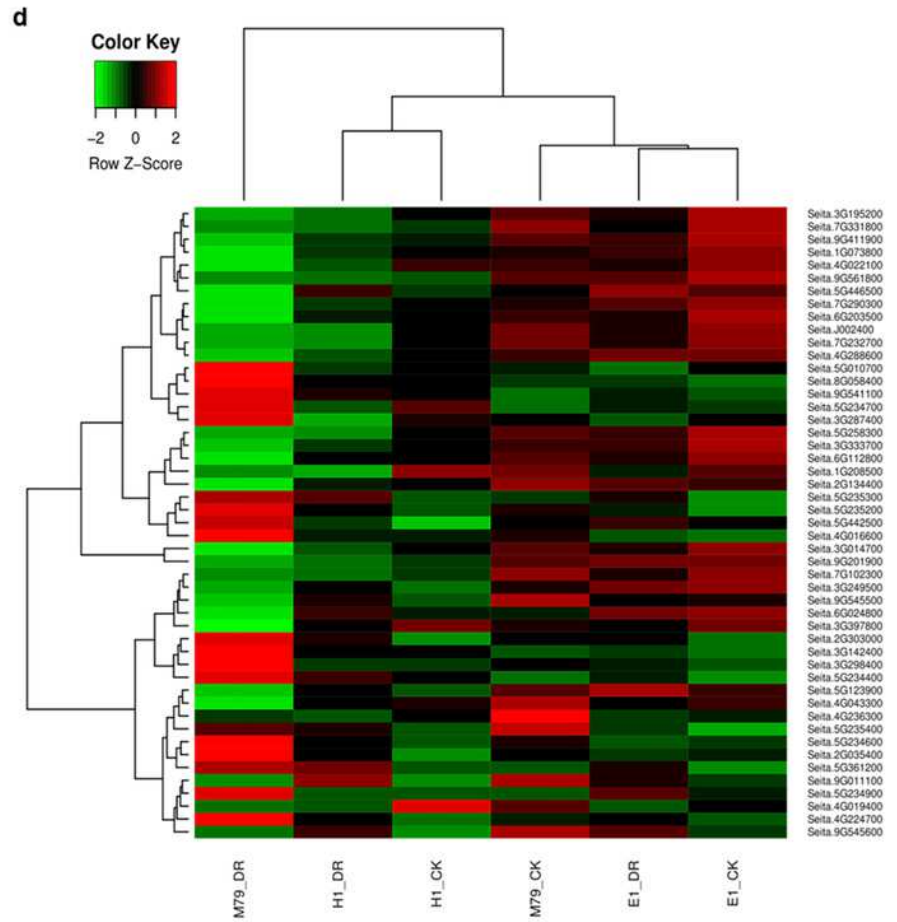 d
Color Key
−2 0 2
Row Z−Score
Seita.3G195200
Seita.7G331800
Seita.9G411900
Seita.1G073800
Seita.4G022100
Seita.9G561800
Seita.5G446500
Seita.7G290300
Seita.6G203500
Seita.J002400
Seita.7G232700
Seita.4G288600
Seita.5G010700
Seita.8G058400
Seita.9G541100
Seita.5G234700
Seita.3G287400
Seita.5G258300
Seita.3G333700
Seita.6G112800
Seita.1G208500
Seita.2G134400
Seita.5G235300
Seita.5G235200
Seita.5G442500
Seita.4G016600
Seita.3G014700
Seita.9G201900
Seita.7G102300
Seita.3G249500
Seita.9G545500
Seita.6G024800
Seita.3G397800
Seita.2G303000
Seita.3G142400
Seita.3G298400
Seita.5G234400
Seita.5G123900
Seita.4G043300
Seita.4G236300
Seita.5G235400
Seita.5G234600
Seita.2G035400
Seita.5G361200
Seita.9G011100
Seita.5G234900
Seita.4G019400
Seita.4G224700
Seita.9G545600
M79_DR
H1_DR
H1_CK
M79_CK
E1_DR
E1_CK